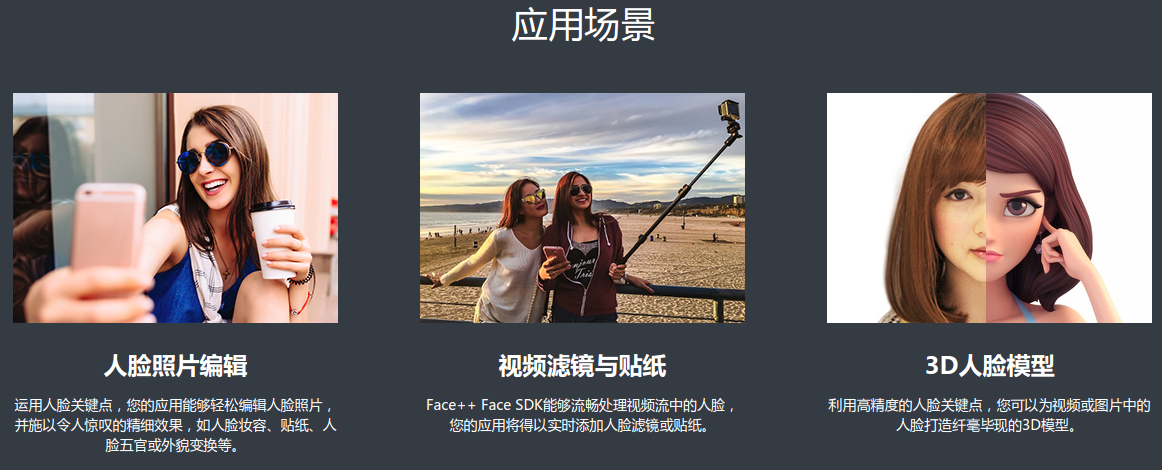 应用场景
人脸照片编辑
运用人脸关键点，您的应用能够轻松编辑人脸照片，
并施以令人惊叹的精细效果，如人脸妆容、贴纸、人
脸五官或外貌变换等。
视频滤镜与贴纸
Face++ Face SDK能够流畅处理视频流中的人脸，
您的应用将得以实时添加人脸滤镜或贴纸。
3D人脸模型
利用高精度的人脸关键点，您可以为视频或图片中的
人脸打造纤毫毕现的3D模型。